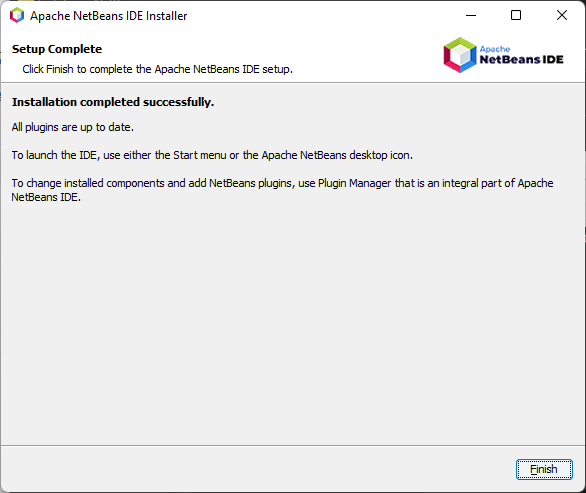 Apache NetBeans IDE Installer
Setup Complete
Click Finish to complete the Apache NetBeans IDE setup.
Apache
NetBeans IDE
Installation completed successfully.
All plugins are up to date.
To launch the IDE, use either the Start menu or the Apache NetBeans desktop icon.
To change installed components and add NetBeans plugins, use Plugin Manager that is an integral part of Apache
NetBeans IDE.
Finish